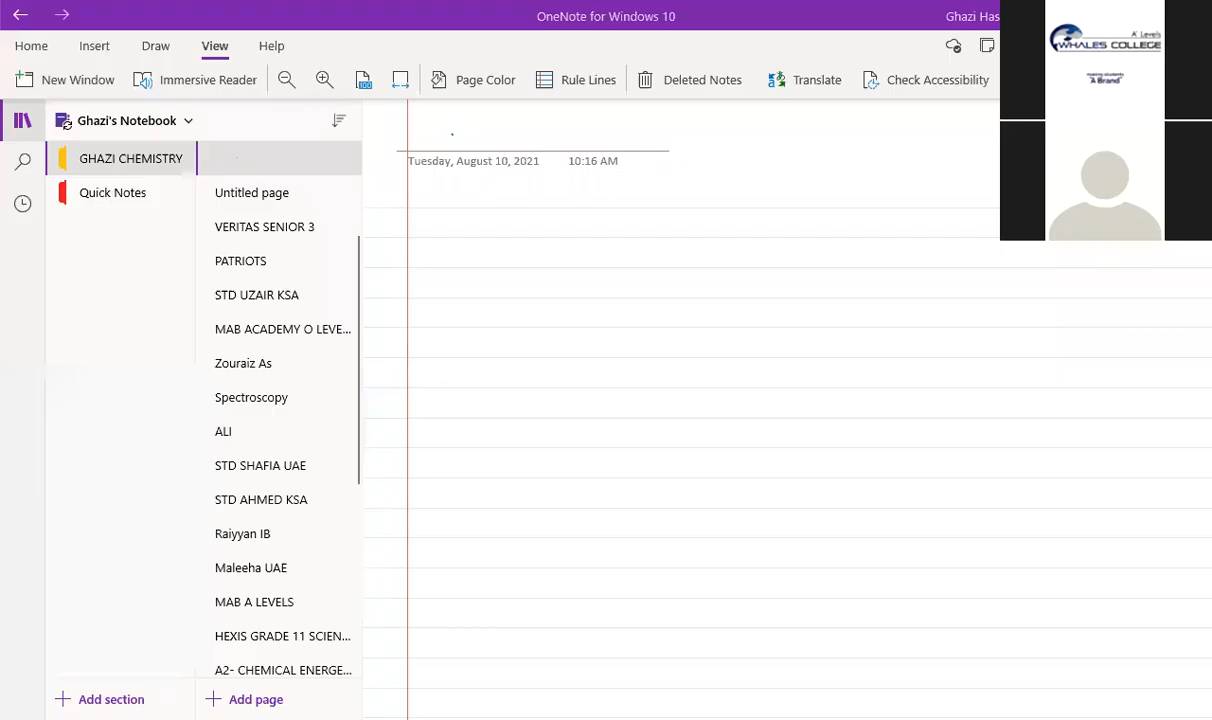 OneNote for Windows 10
Ghazi Has
Home Insert Draw View Help
New Window Immersive Reader Page Color Rule Lines Deleted Notes Translate Check Accessibility
Ghazi's Notebook
GHAZI CHEMISTRY
Quick Notes
Untitled page
VERITAS SENIOR 3
PATRIOTS
STD UZAIR KSA
MAB ACADEMY O LEVE...
Zouraiz As
Spectroscopy
ALI
STD SHAFIA UAE
STD AHMED KSA
Raiyyan IB
Maleeha UAE
MAB A LEVELS
HEXIS GRADE 11 SCIEN...
A2- CHEMICAL ENERGE...
Add section
Add page
Tuesday, August 10, 2021 10:16 AM
A' Levels
WHALES COLLEGE
making students
"A Brand"